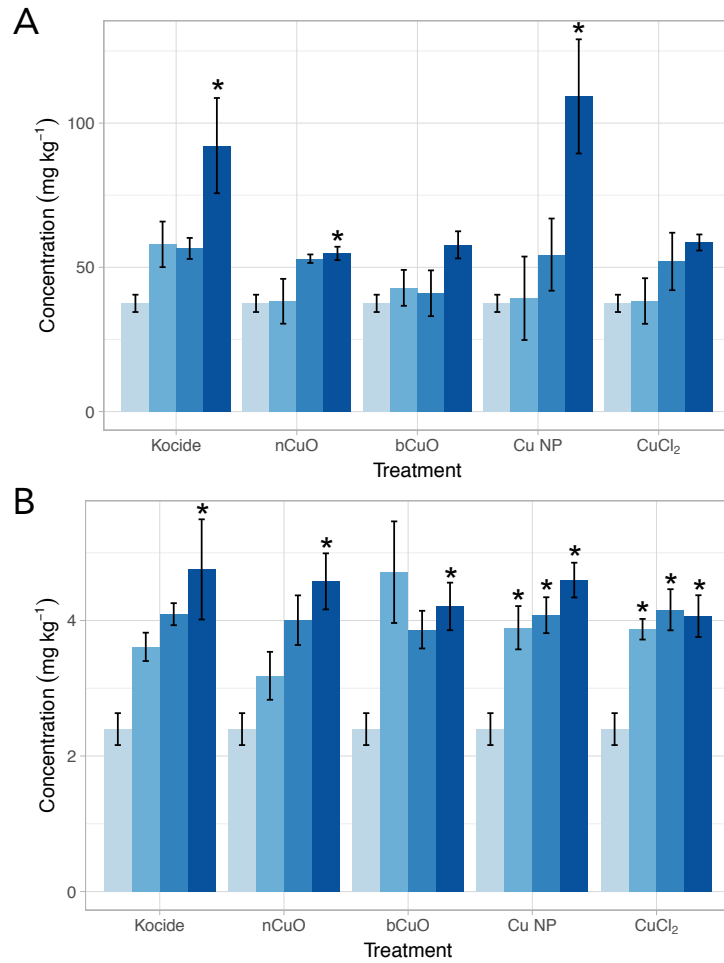 A
Concentration (mg kg⁻¹)
100
50
0
*
*
*
Kocide nCuO bCuO Cu NP CuCl₂
Treatment
B
Concentration (mg kg⁻¹)
4
2
0
*
*
*
*
*
*
*
*
*
Kocide nCuO bCuO Cu NP CuCl₂
Treatment